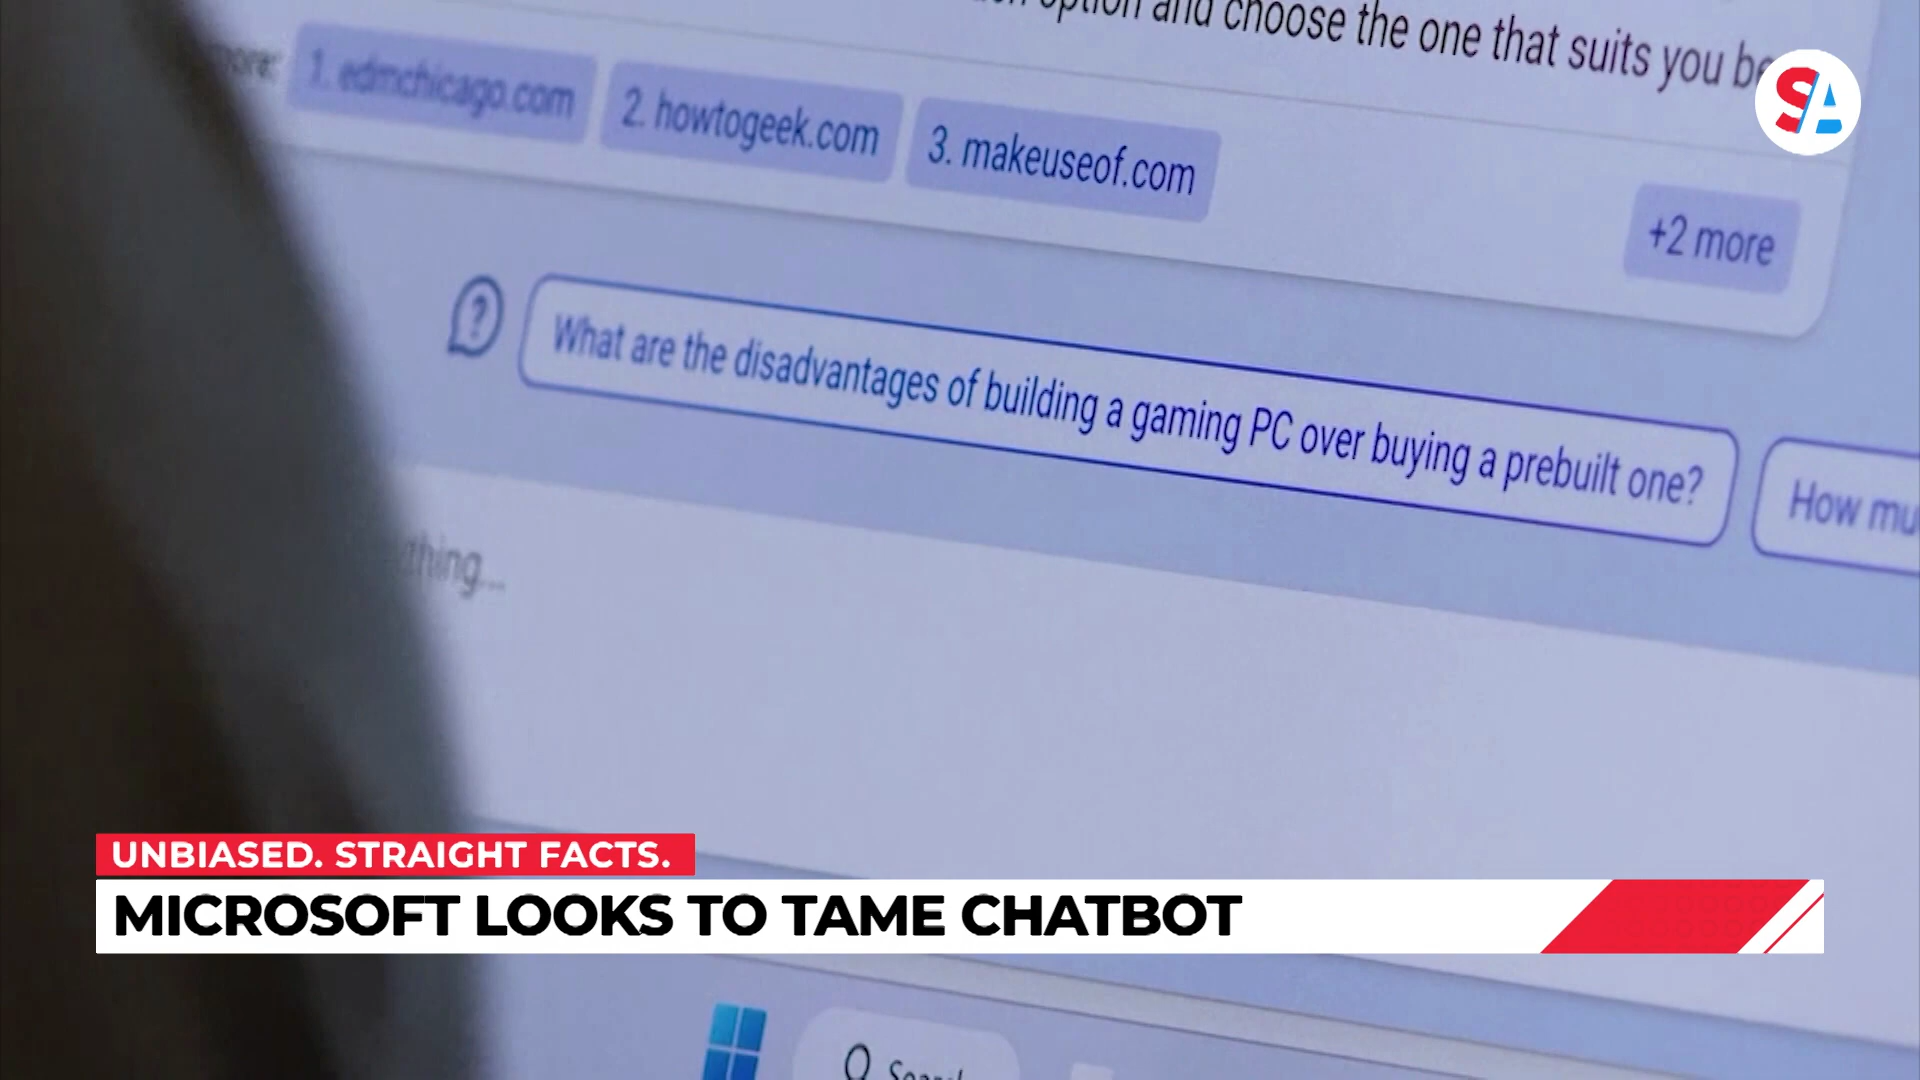 option and choose the one that suits you
1. edmchicago.com
2. howtogeek.com
3. makeuseof.com
+2 more
What are the disadvantages of building a gaming PC over buying a prebuilt one?
How
SA
UNBIASED. STRAIGHT FACTS.
MICROSOFT LOOKS TO TAME CHATBOT